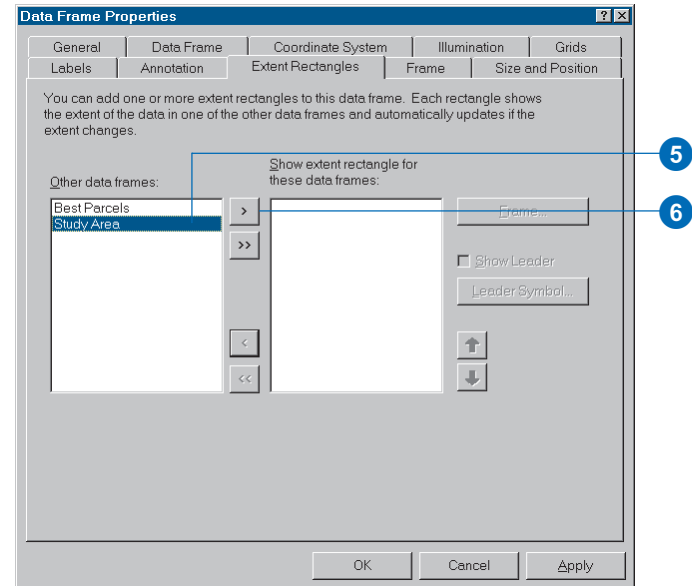 Data Frame Properties
? ×
General Data Frame Coordinate System Illumination Grids
Labels Annotation Extent Rectangles Frame Size and Position
You can add one or more extent rectangles to this data frame. Each rectangle shows
the extent of the data in one of the other data frames and automatically updates if the
extent changes.
Other data frames:
Show extent rectangle for
these data frames:
Best Parcels
Study Area
>
>>
<
<<
Frame...
Show Leader
Leader Symbol...
5
6
OK Cancel Apply